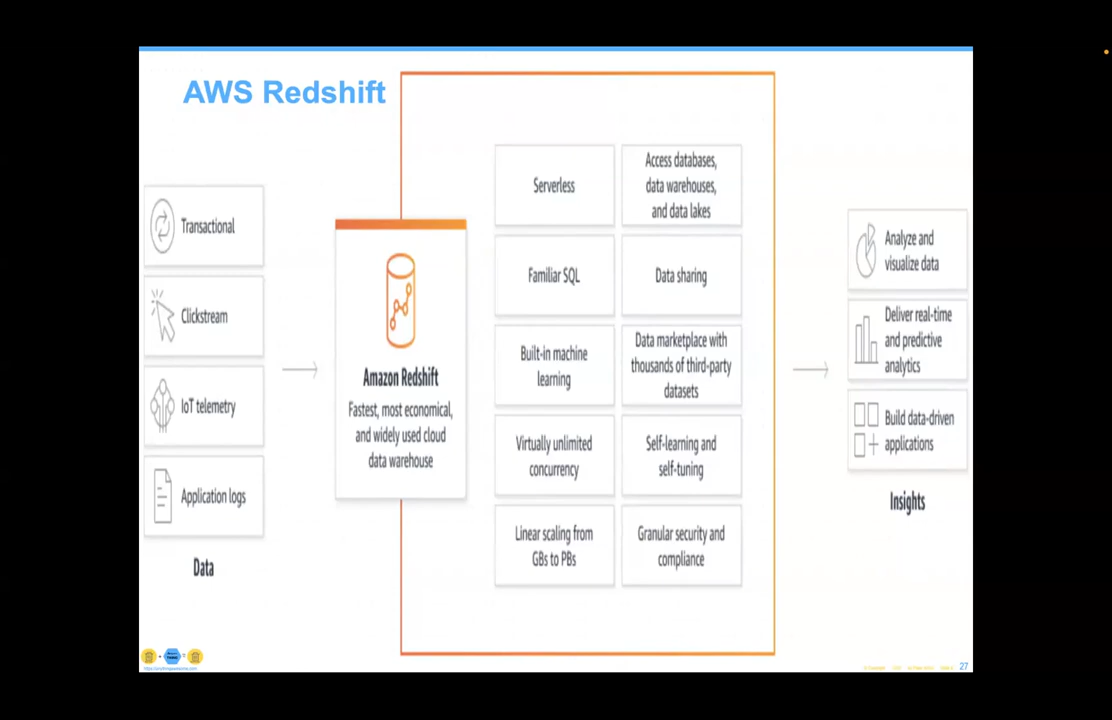 AWS Redshift
Transactional
Clickstream
IoT telemetry
Application logs
Data
Amazon Redshift
Fastest, most economical,
and widely used cloud
data warehouse
Serverless
Access databases,
data warehouses,
and data lakes
Familiar SQL
Data sharing
Built-in machine
learning
Data marketplace with
thousands of third-party
datasets
Virtually unlimited
concurrency
Self-learning and
self-tuning
Linear scaling from
GBs to PBs
Granular security and
compliance
Analyze and
visualize data
Deliver real-time
and predictive
analytics
Build data-driven
applications
Insights
27